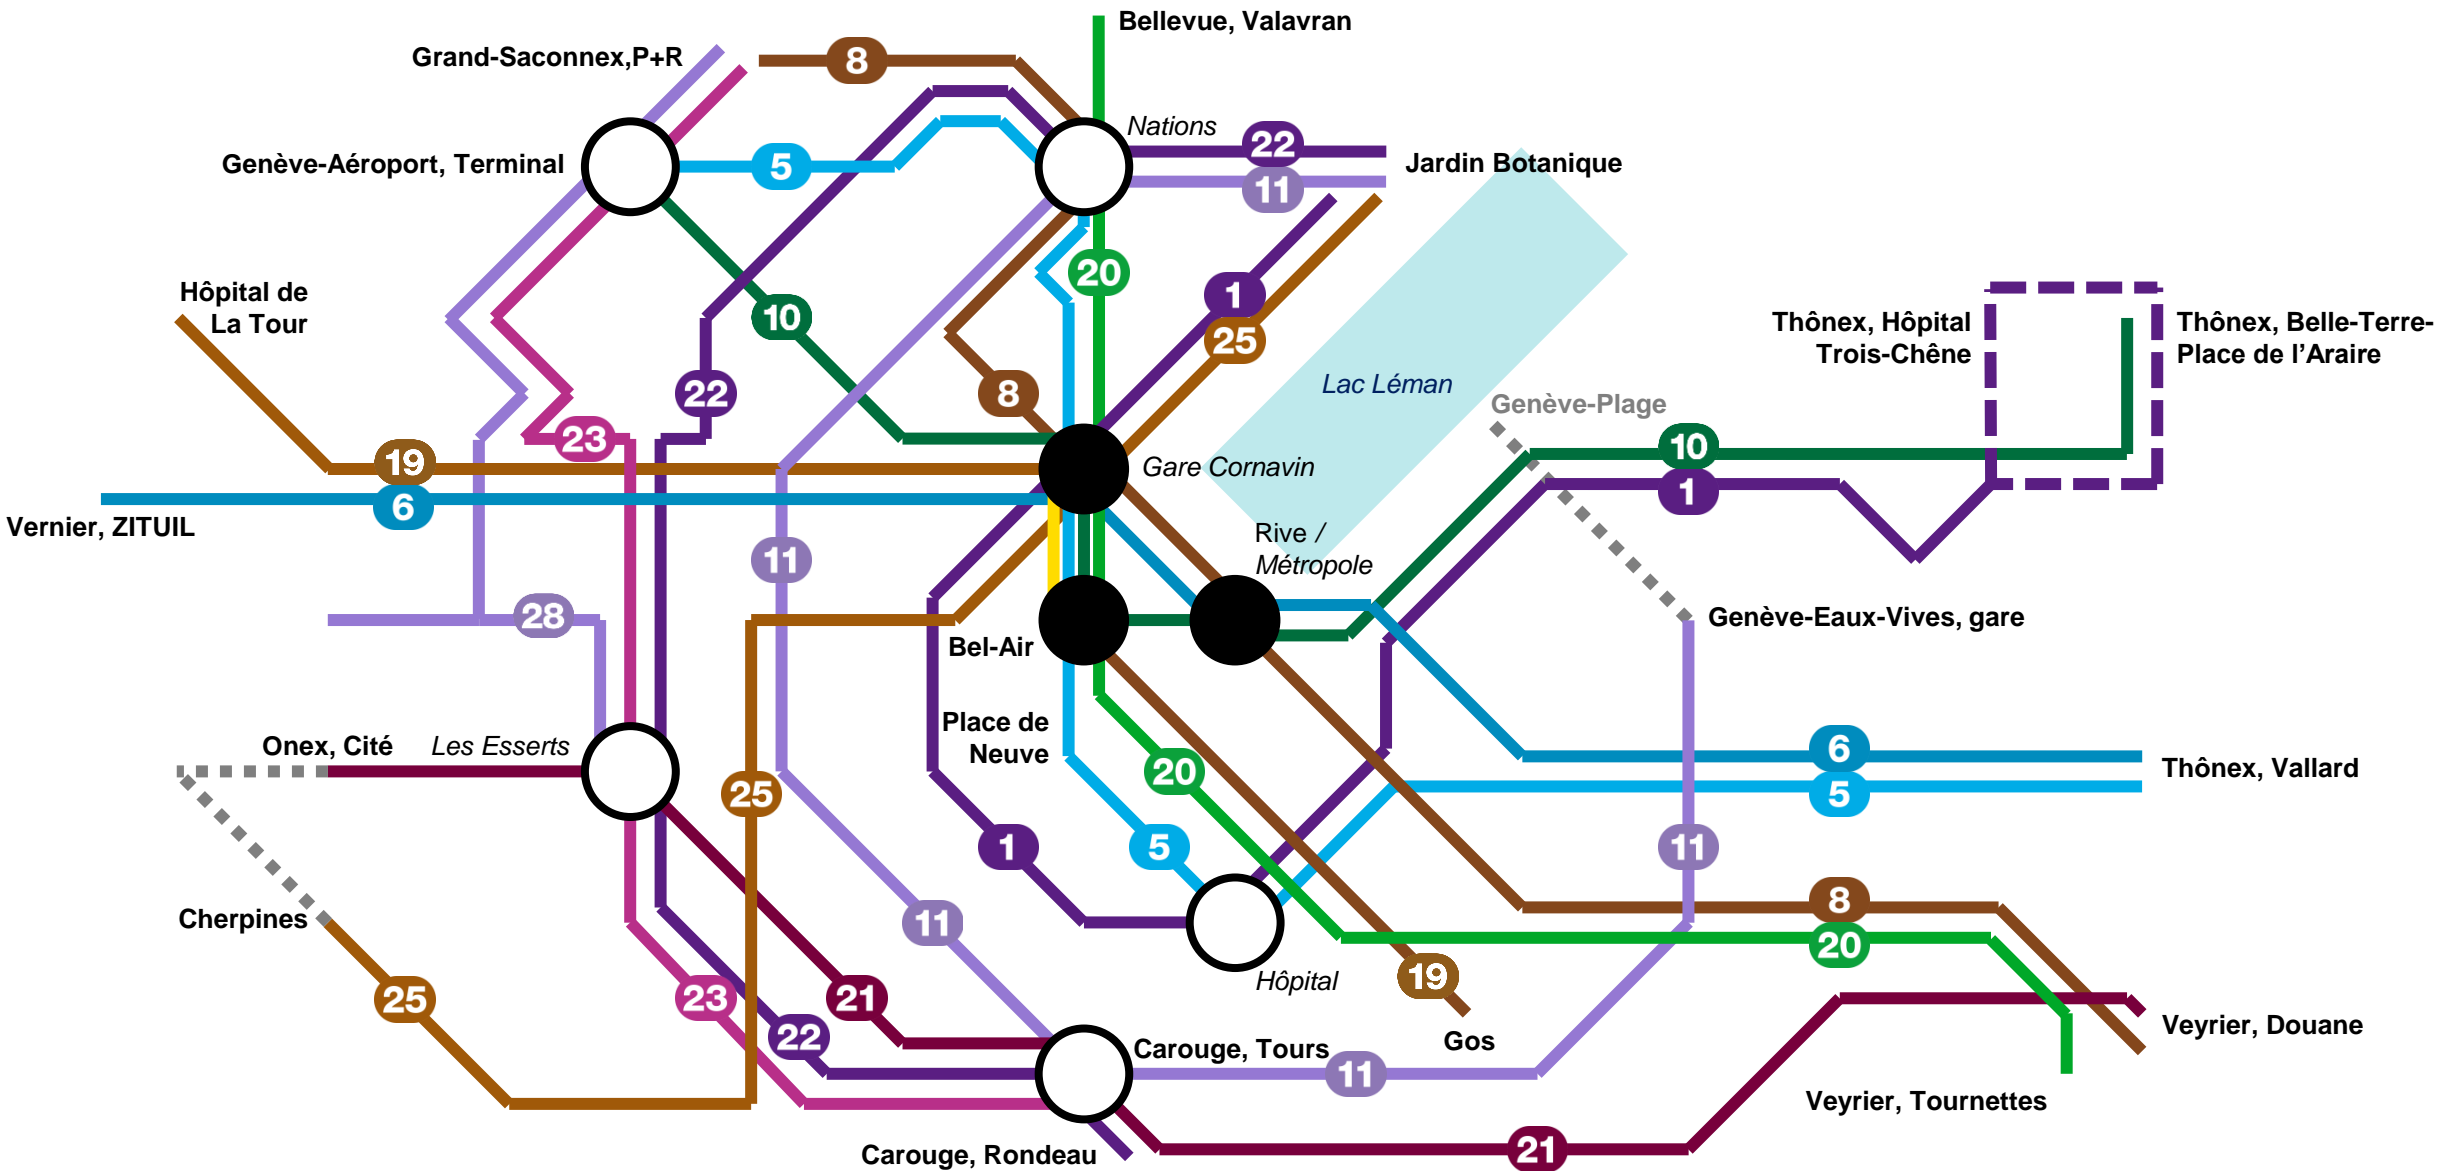 Bellevue, Valavran
Grand-Saconnex,P+R
8
Nations
22
Genève-Aéroport, Terminal
5
Jardin Botanique
11
20
Hôpital de
La Tour
10
1
25
Thônex, Hôpital
Trois-Chêne
Thônex, Belle-Terre-
Place de l’Araire
22
8
Lac Léman
Genève-Plage
23
10
19
Gare Cornavin
1
6
Vernier, ZITUIL
Rive /
Métropole
11
28
Genève-Eaux-Vives, gare
Bel-Air
Place de
Neuve
Onex, Cité
Les Esserts
6
Thônex, Vallard
20
25
5
1
5
11
8
Cherpines
11
20
Hôpital
19
25
23
21
22
Gos
Veyrier, Douane
Carouge, Tours
11
Veyrier, Tournettes
Carouge, Rondeau
21